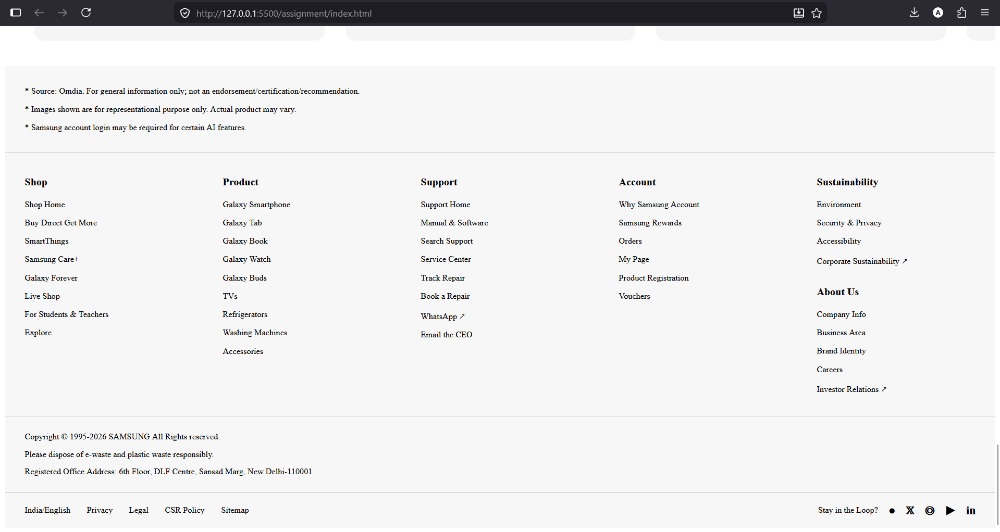 http://127.0.0.1:5500/assignment/index.html
A
* Source: Omdia. For general information only; not an endorsement/certification/recommendation.
* Images shown are for representational purpose only. Actual product may vary.
* Samsung account login may be required for certain AI features.
Shop
Shop Home
Buy Direct Get More
SmartThings
Samsung Care+
Galaxy Forever
Live Shop
For Students & Teachers
Explore
Product
Galaxy Smartphone
Galaxy Tab
Galaxy Book
Galaxy Watch
Galaxy Buds
TVs
Refrigerators
Washing Machines
Accessories
Support
Support Home
Manual & Software
Search Support
Service Center
Track Repair
Book a Repair
WhatsApp ↗
Email the CEO
Account
Why Samsung Account
Samsung Rewards
Orders
My Page
Product Registration
Vouchers
Sustainability
Environment
Security & Privacy
Accessibility
Corporate Sustainability ↗
About Us
Company Info
Business Area
Brand Identity
Careers
Investor Relations ↗
Copyright © 1995-2026 SAMSUNG All Rights reserved.
Please dispose of e-waste and plastic waste responsibly.
Registered Office Address: 6th Floor, DLF Centre, Sansad Marg, New Delhi-110001
India/English Privacy Legal CSR Policy Sitemap
Stay in the Loop? ● 𝕏 ◎ ▶ in